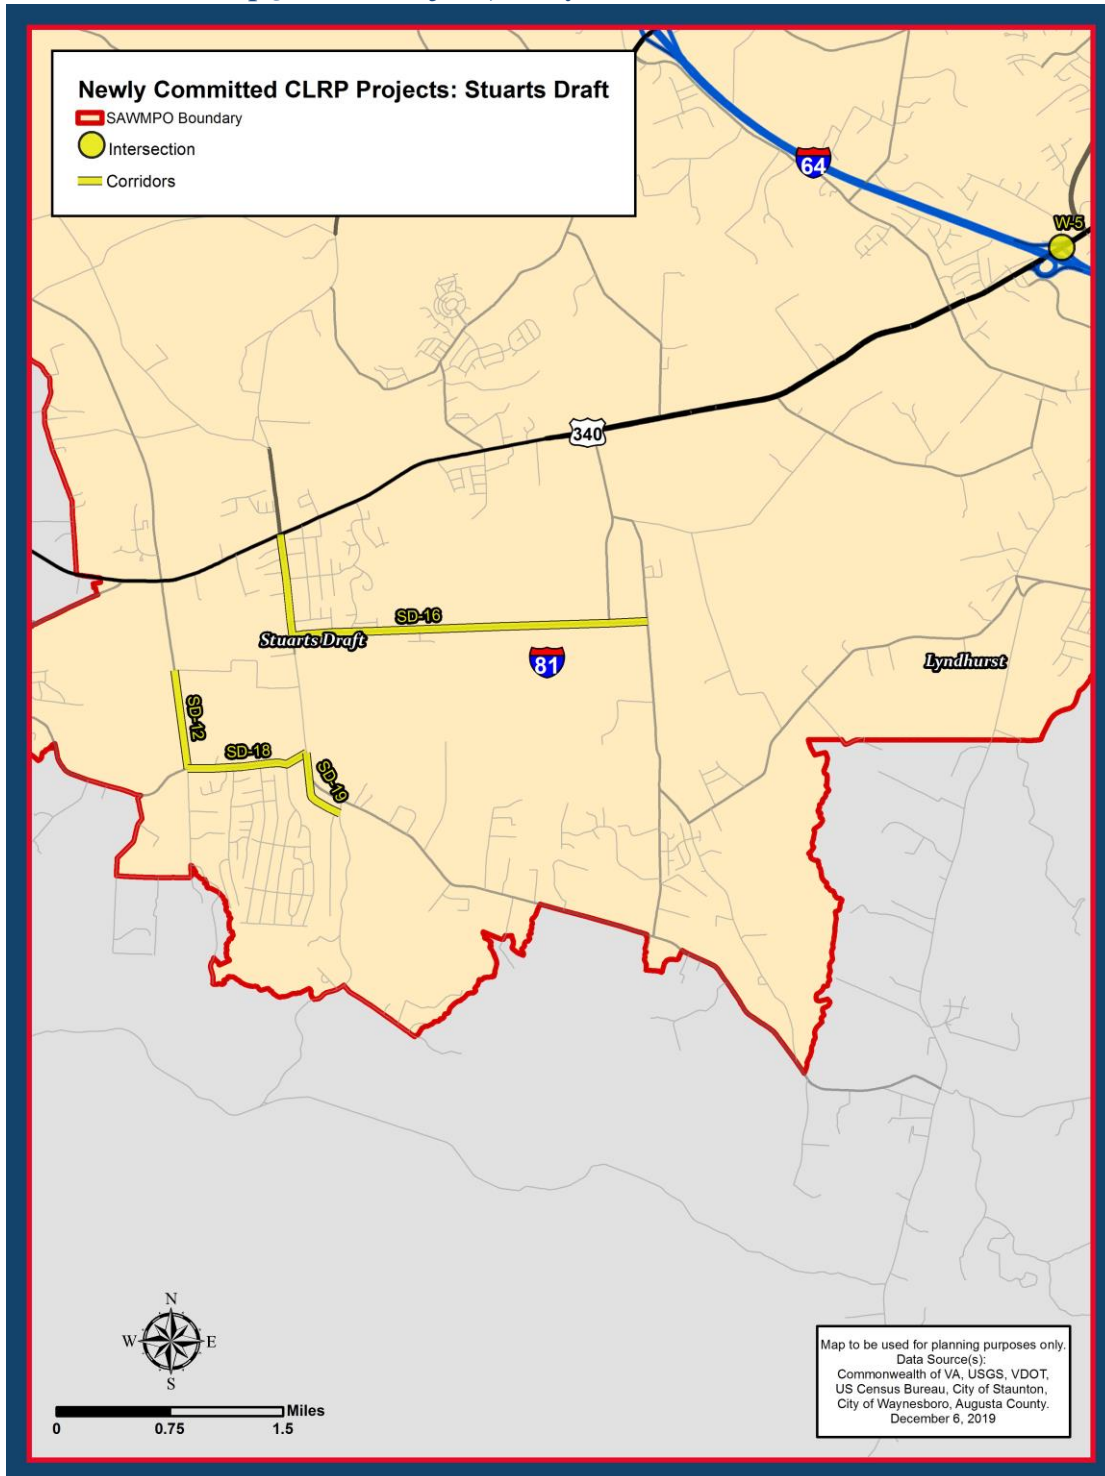 Newly Committed CLRP Projects: Stuarts Draft
SAWMPO Boundary
Intersection
Corridors
64
W-5
340
SD-16
Stuarts Draft
81
Lyndhurst
SD-12
SD-18
SD-19
N
W E
S
Miles
0 0.75 1.5
Map to be used for planning purposes only.
Data Source(s):
Commonwealth of VA, USGS, VDOT,
US Census Bureau, City of Staunton,
City of Waynesboro, Augusta County.
December 6, 2019